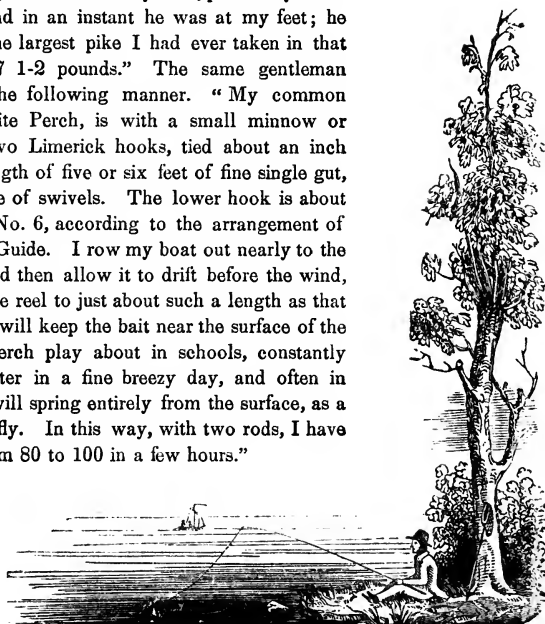 d in an instant he was at my feet; he
e largest pike I had ever taken in that
7 1-2 pounds.” The same gentleman
he following manner. “ My common
ite Perch, is with a small minnow or
vo Limerick hooks, tied about an inch
gth of five or six feet of fine single gut,
e of swivels. The lower hook is about
No. 6, according to the arrangement of
Guide. I row my boat out nearly to the
d then allow it to drift before the wind,
e reel to just about such a length as that
will keep the bait near the surface of the
erch play about in schools, constantly
ter in a fine breezy day, and often in
vill spring entirely from the surface, as a
fly. In this way, with two rods, I have
m 80 to 100 in a few hours.”